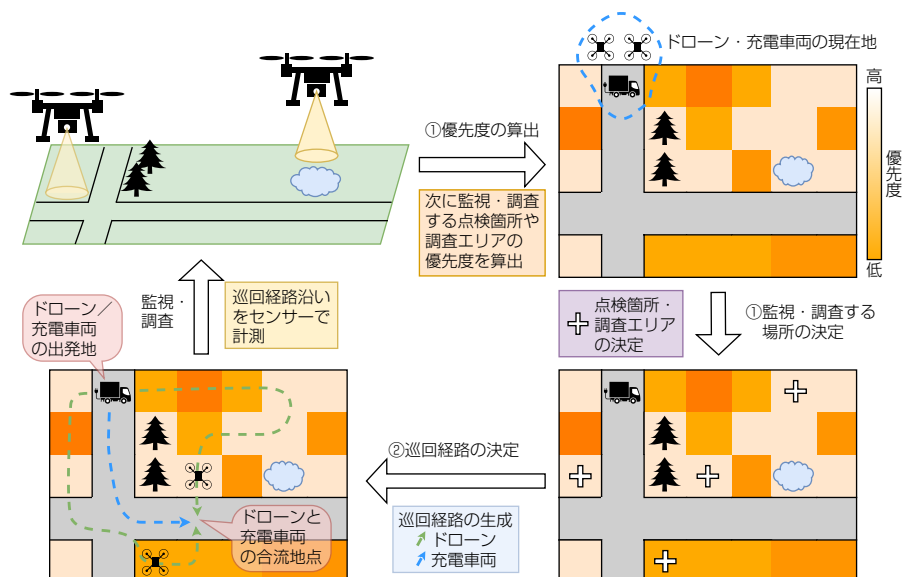 ドローン・充電車両の現在地
高
優先度
低
①優先度の算出
次に監視・調査
する点検箇所や
調査エリアの
優先度を算出
点検箇所・
調査エリア
の決定
①監視・調査する
場所の決定
②巡回経路の決定
巡回経路の生成
ドローン
充電車両
ドローン／
充電車両
の出発地
監視・
調査
巡回経路沿い
をセンサーで
計測
ドローンと
充電車両
の合流地点